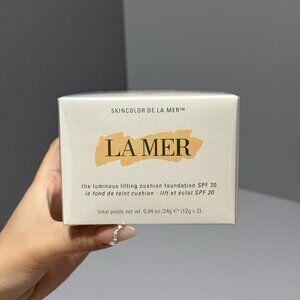 SKINCOLOR DE LA MER™
LA MER
the luminous lifting cushion foundation SPF 20
le fond de teint cushion - lift et éclat SPF 20
total poids net wt. 0.84 oz./24g ℮ (12g x 2)